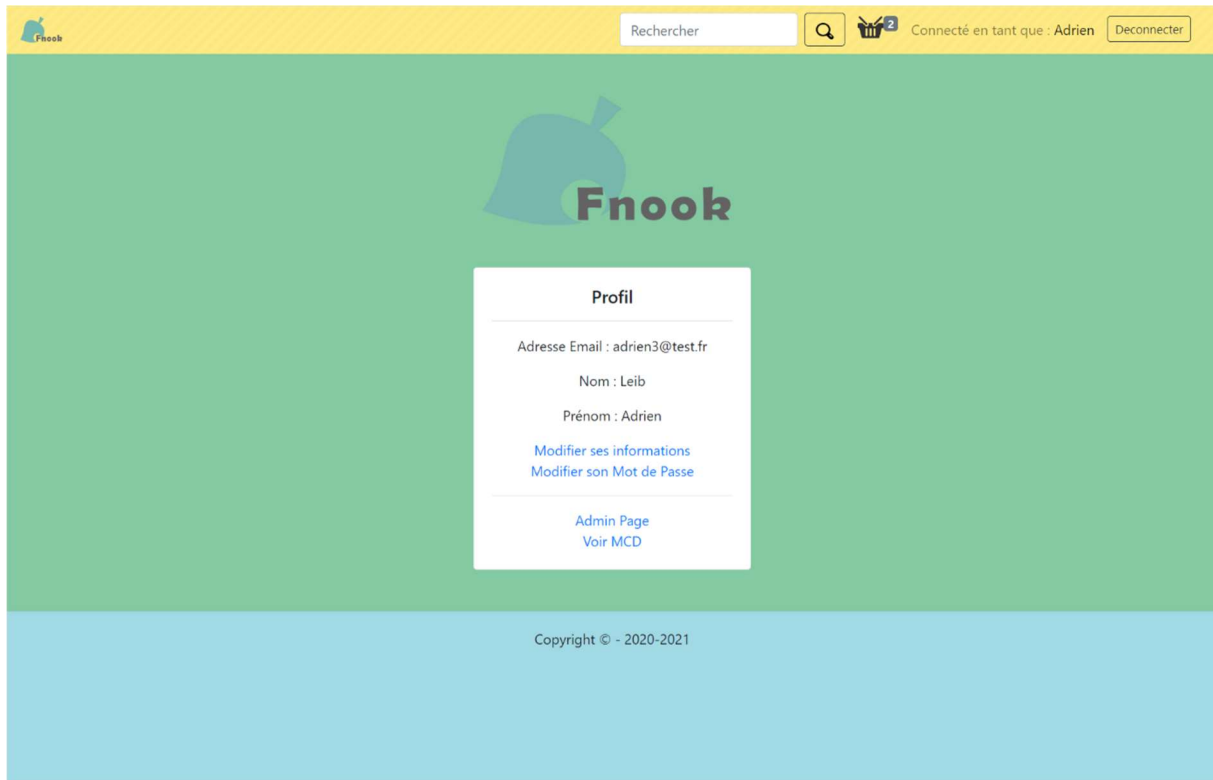 Fnook
Rechercher
2
Connecté en tant que : Adrien
Deconnecter
Fnook
Profil
Adresse Email : adrien3@test.fr
Nom : Leib
Prénom : Adrien
Modifier ses informations
Modifier son Mot de Passe
Admin Page
Voir MCD
Copyright © - 2020-2021